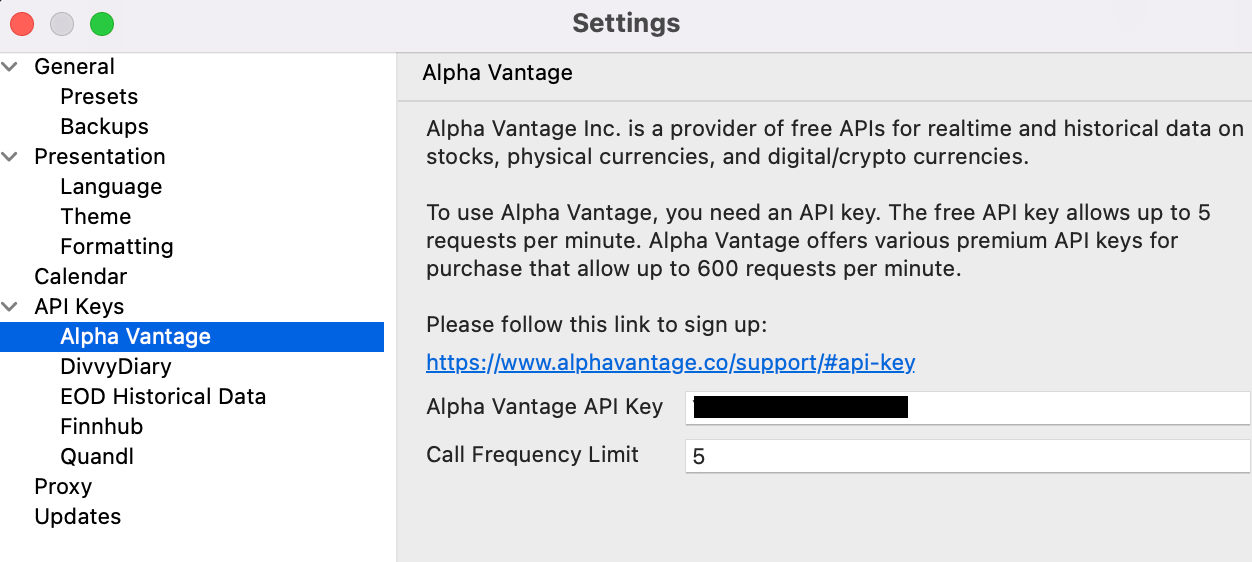 Settings
General
Presets
Backups
Presentation
Language
Theme
Formatting
Calendar
API Keys
Alpha Vantage
DivvyDiary
EOD Historical Data
Finnhub
Quandl
Proxy
Updates
Alpha Vantage
Alpha Vantage Inc. is a provider of free APIs for realtime and historical data on
stocks, physical currencies, and digital/crypto currencies.
To use Alpha Vantage, you need an API key. The free API key allows up to 5
requests per minute. Alpha Vantage offers various premium API keys for
purchase that allow up to 600 requests per minute.
Please follow this link to sign up:
https://www.alphavantage.co/support/#api-key
Alpha Vantage API Key
Call Frequency Limit 5